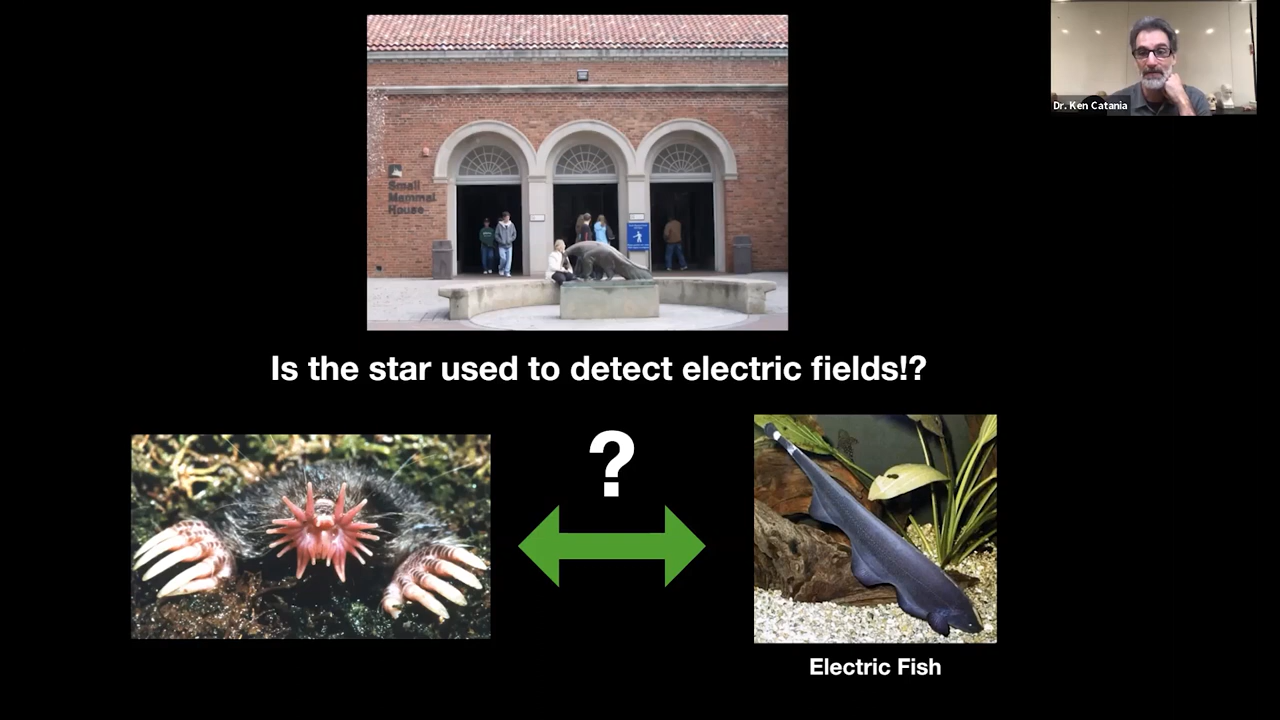 Dr. Ken Catania
Small
Mammal
House
Is the star used to detect electric fields!?
?
Electric Fish